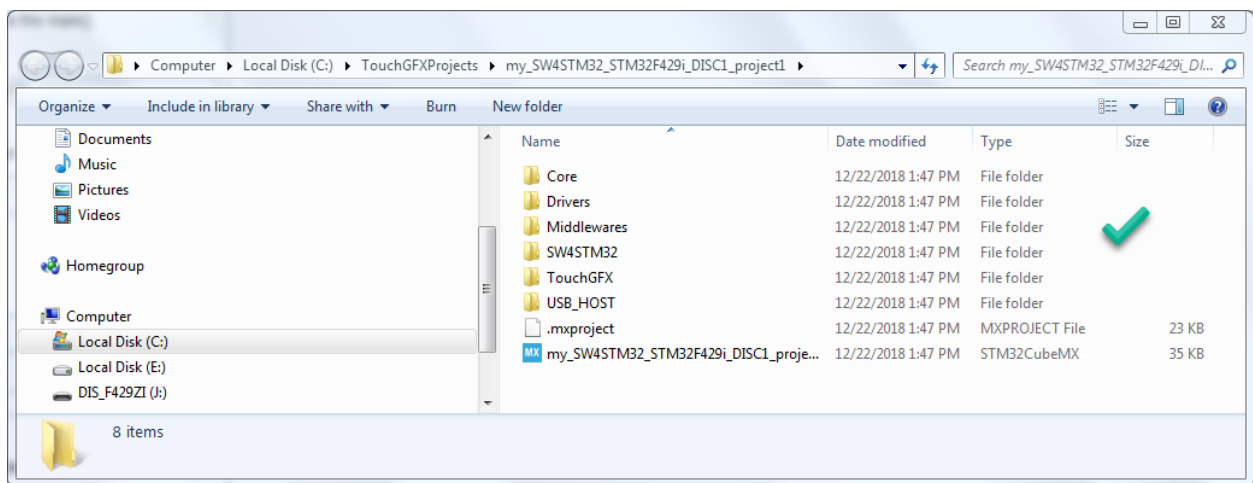 Computer ▸ Local Disk (C:) ▸ TouchGFXProjects ▸ my_SW4STM32_STM32F429i_DISC1_project1 ▸ Search my_SW4STM32_STM32F429i_DI...
Organize ▼ Include in library ▼ Share with ▼ Burn New folder
Documents
Music
Pictures
Videos
Homegroup
Computer
Local Disk (C:)
Local Disk (E:)
DIS_F429ZI (J:)
Name Date modified Type Size
Core 12/22/2018 1:47 PM File folder
Drivers 12/22/2018 1:47 PM File folder
Middlewares 12/22/2018 1:47 PM File folder
SW4STM32 12/22/2018 1:47 PM File folder
TouchGFX 12/22/2018 1:47 PM File folder
USB_HOST 12/22/2018 1:47 PM File folder
.mxproject 12/22/2018 1:47 PM MXPROJECT File 23 KB
MX my_SW4STM32_STM32F429i_DISC1_proje... 12/22/2018 1:47 PM STM32CubeMX 35 KB
8 items